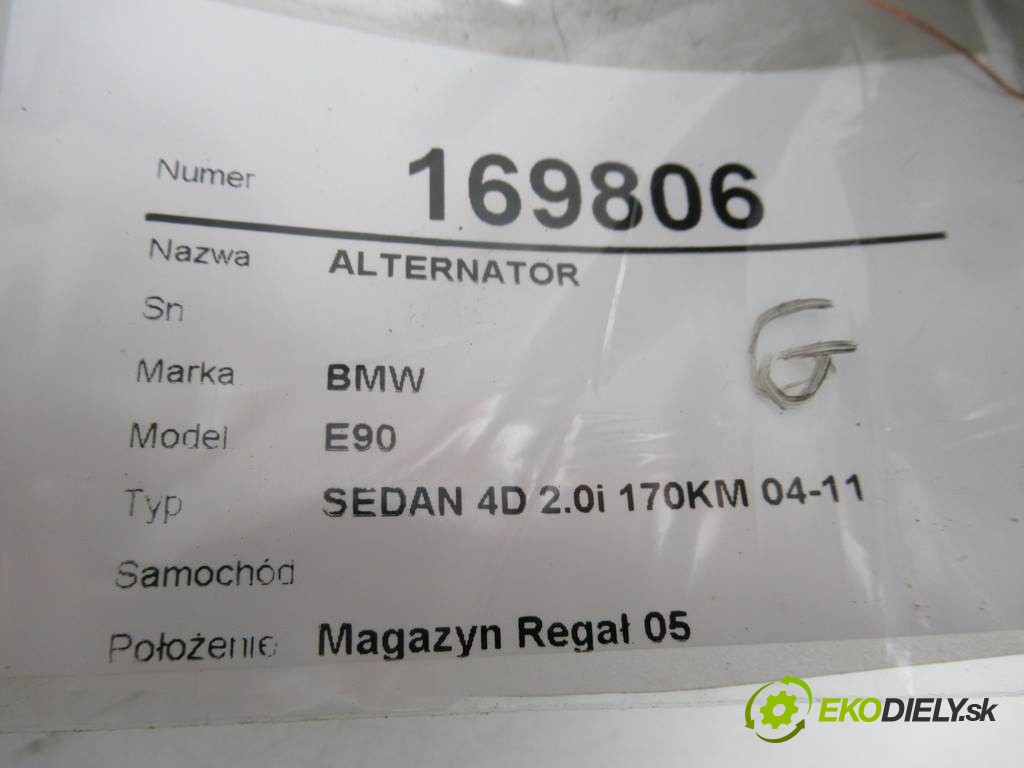 Numer 169806
Nazwa ALTERNATOR
Sn
Marka BMW
G
Model E90
Typ SEDAN 4D 2.0i 170KM 04-11
Samochód
Położenie Magazyn Regał 05
EKODIELY.sk